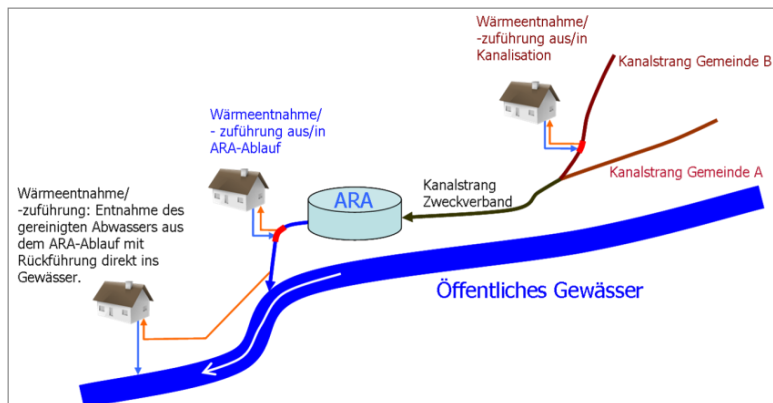 Wärmeentnahme/
-zuführung aus/in
Kanalisation
Kanalstrang Gemeinde B
Wärmeentnahme/
- zuführung aus/in
ARA-Ablauf
Kanalstrang Gemeinde A
Wärmeentnahme/
-zuführung: Entnahme des
gereinigten Abwassers aus
dem ARA-Ablauf mit
Rückführung direkt ins
Gewässer.
ARA
Kanalstrang
Zweckverband
Öffentliches Gewässer